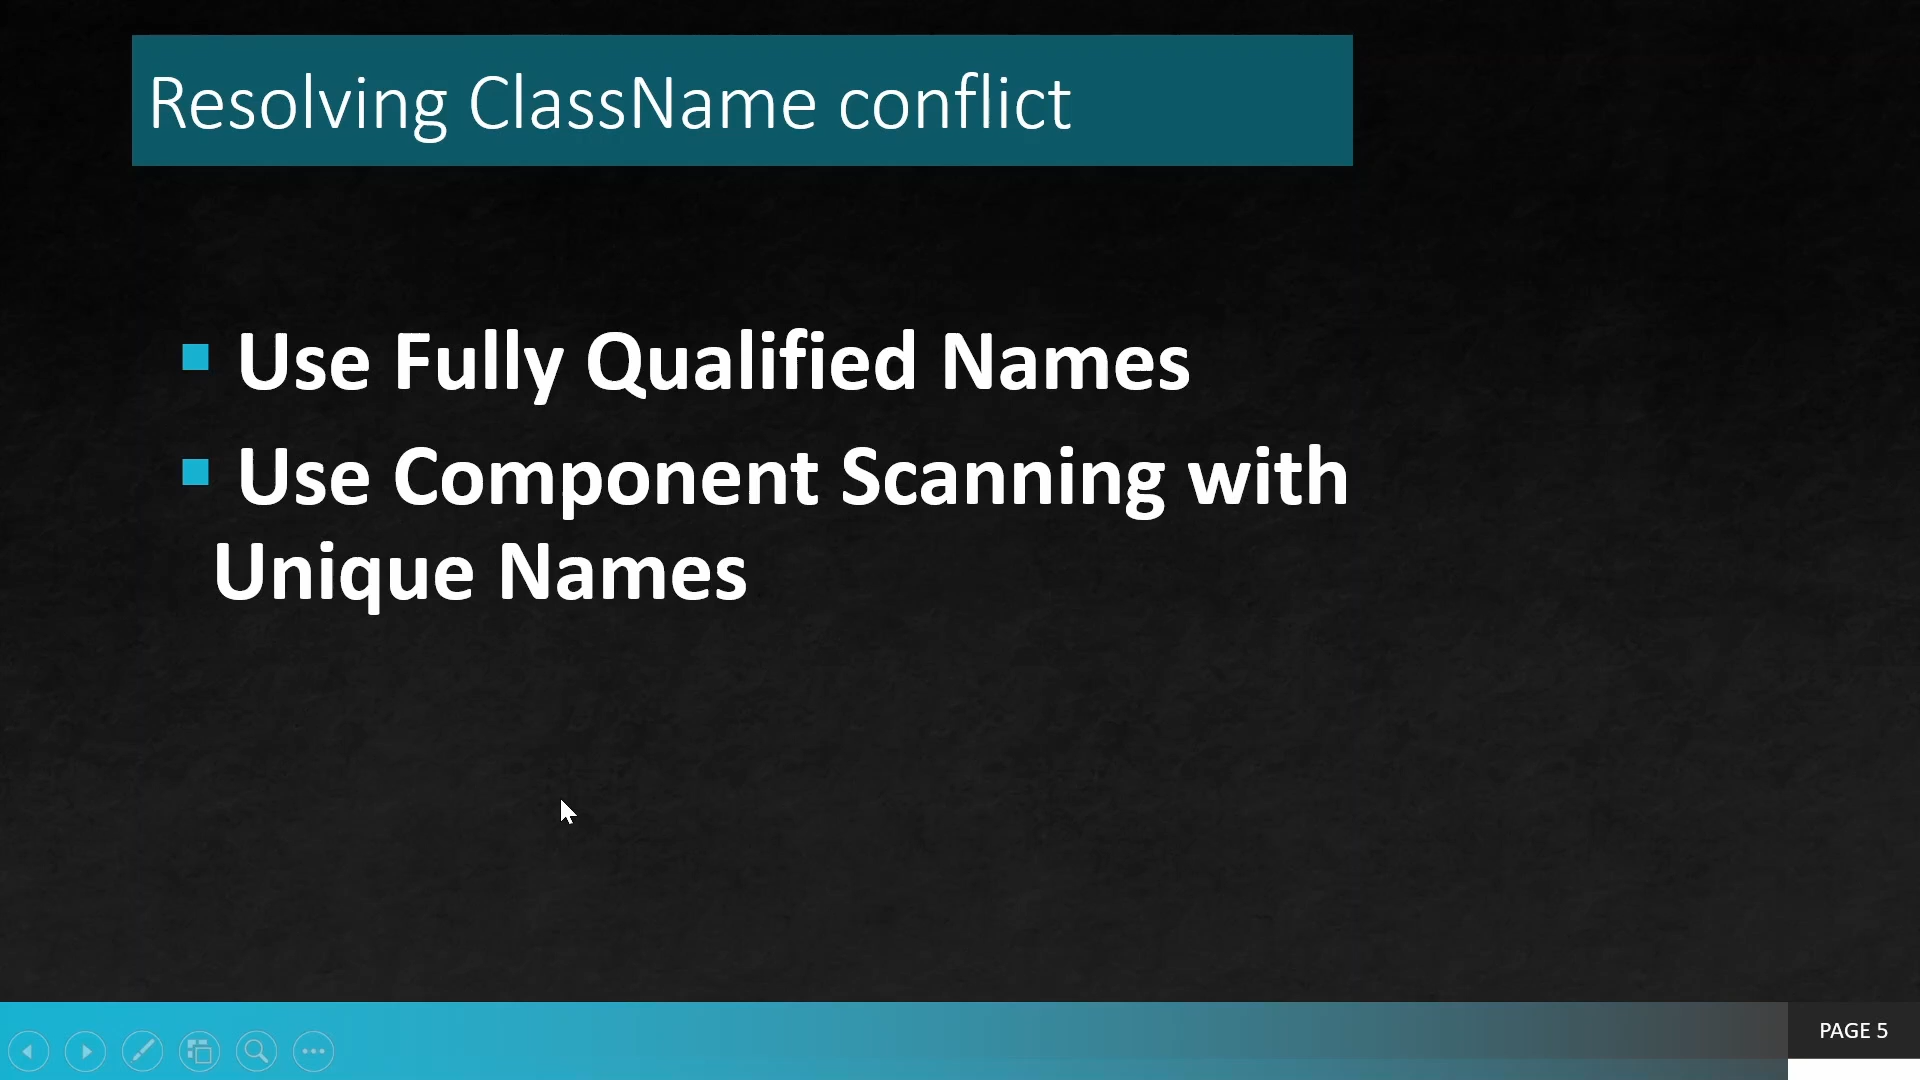 Resolving ClassName conflict
Use Fully Qualified Names
Use Component Scanning with
Unique Names
PAGE 5